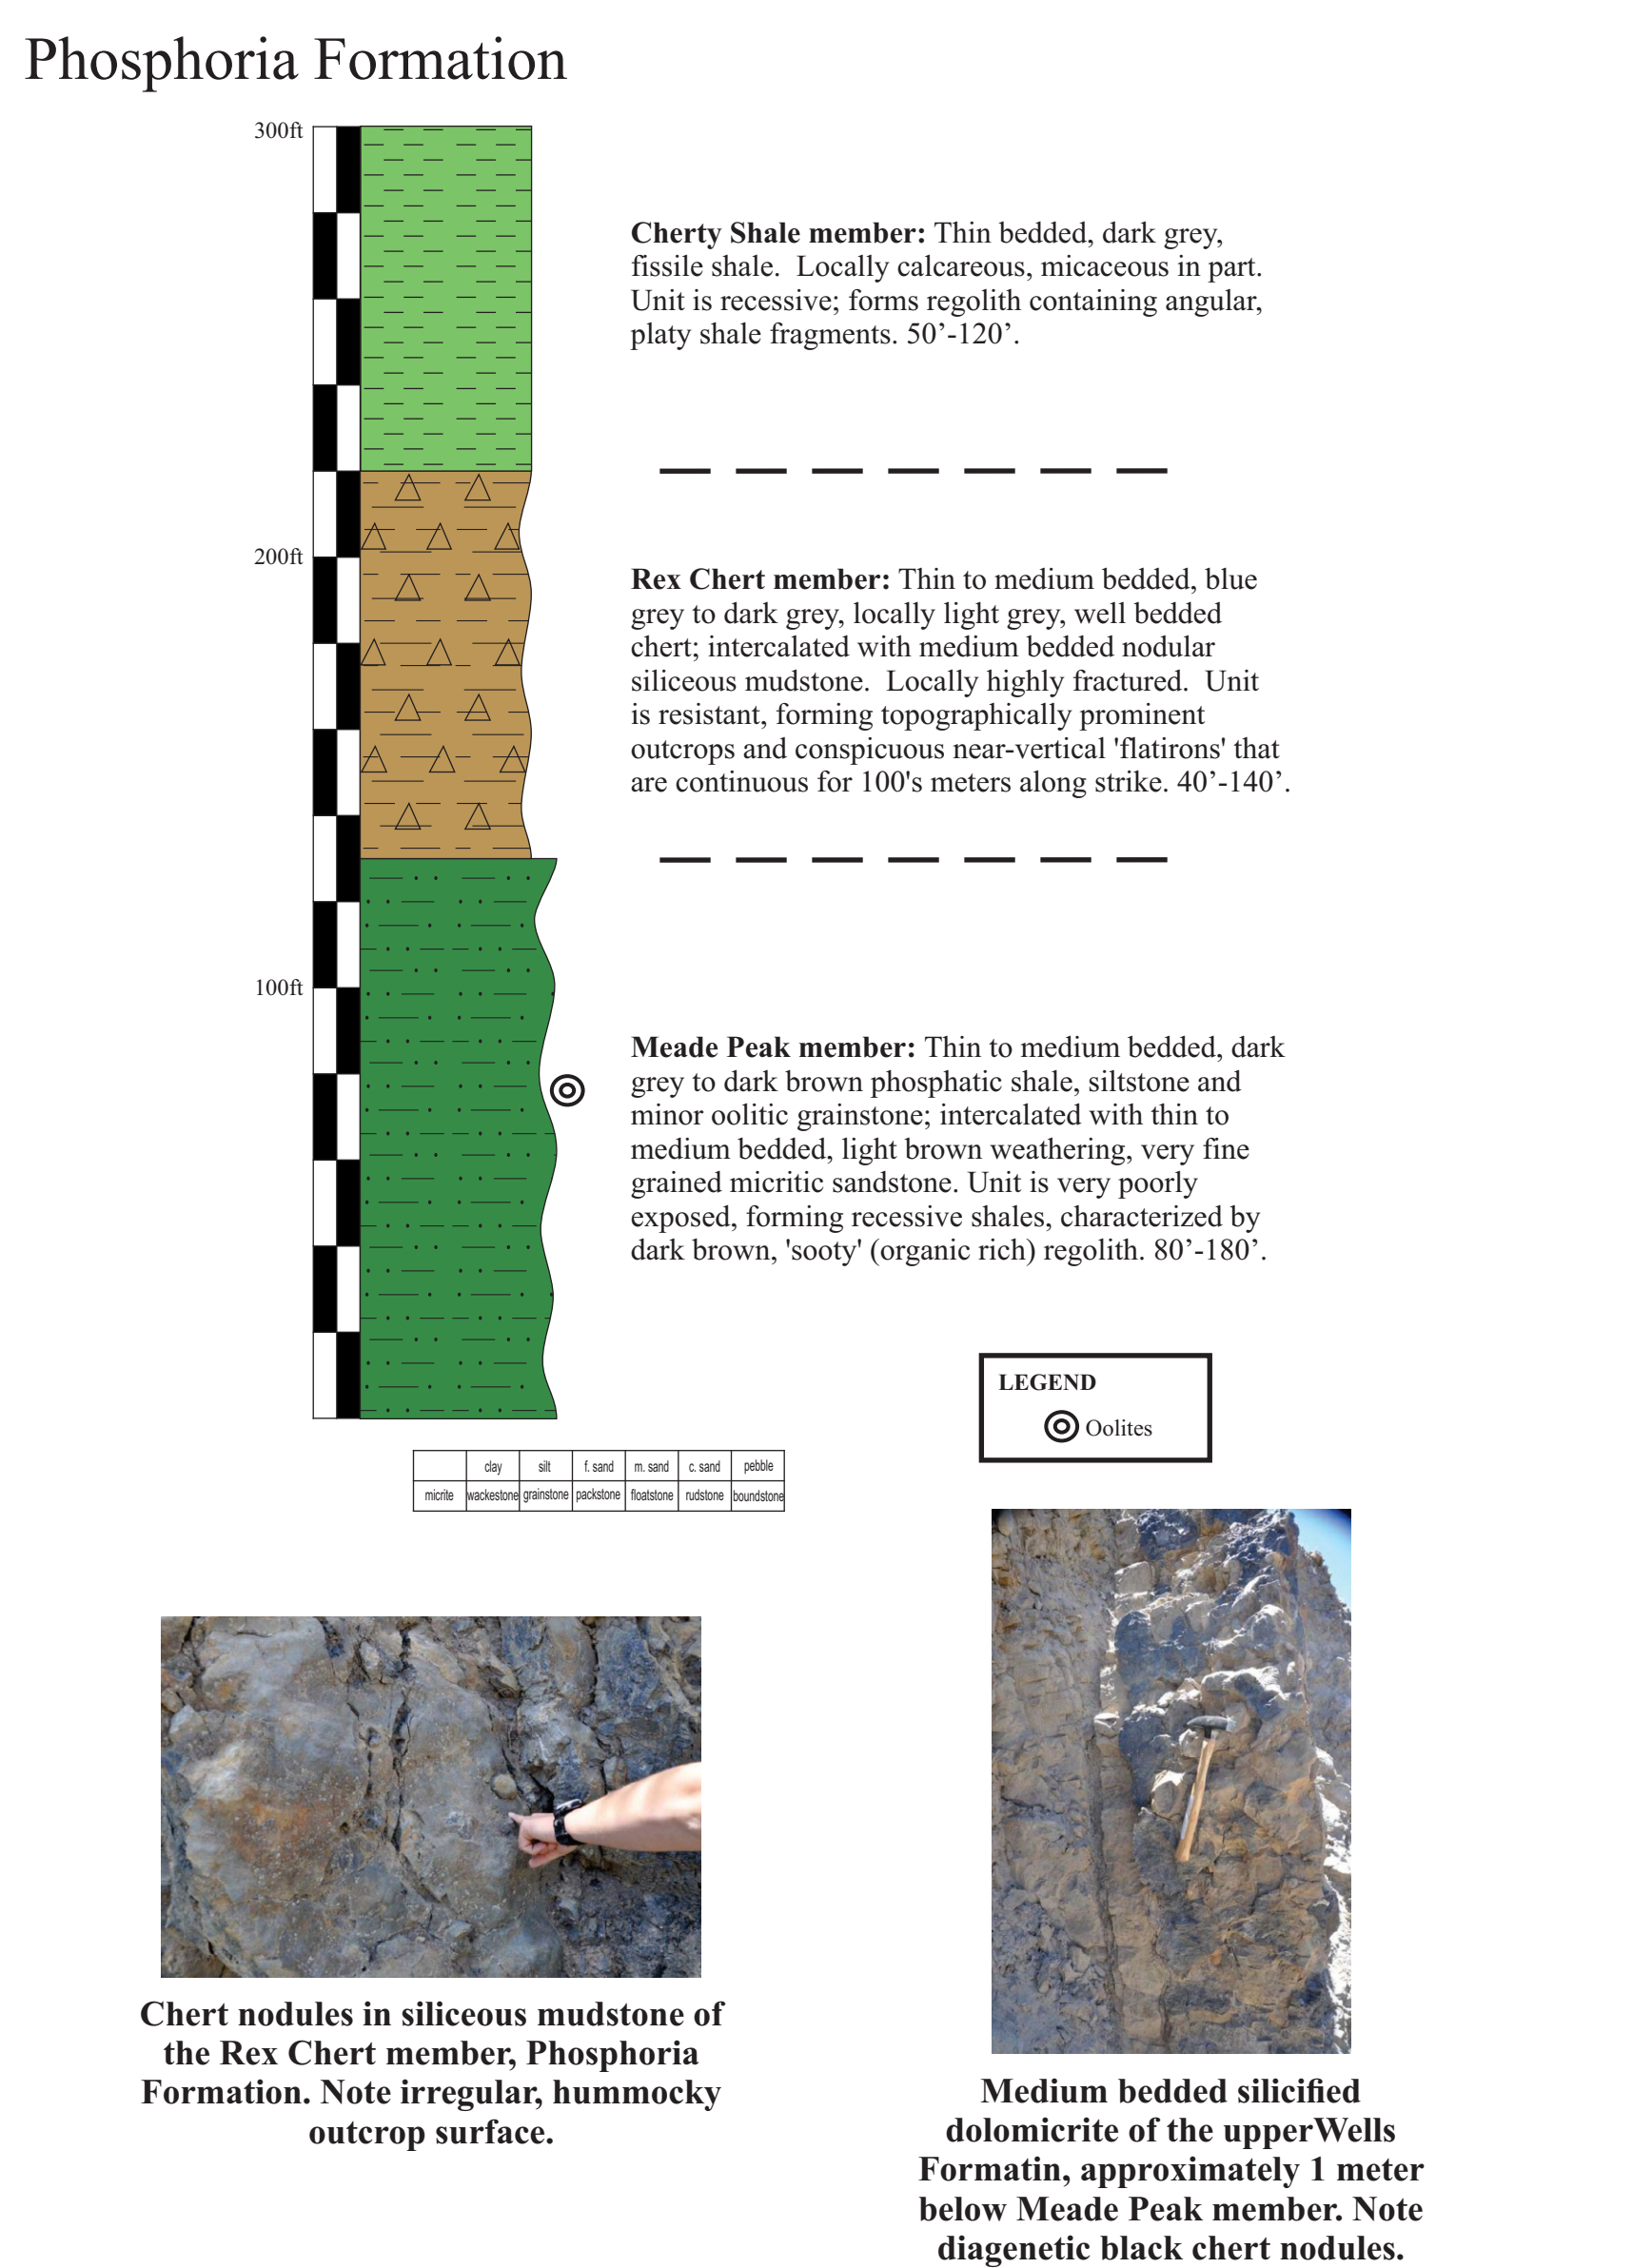 Phosphoria Formation
300ft
Cherty Shale member: Thin bedded, dark grey,
fissile shale.  Locally calcareous, micaceous in part.
Unit is recessive; forms regolith containing angular,
platy shale fragments. 50’-120’.
200ft
Rex Chert member: Thin to medium bedded, blue
grey to dark grey, locally light grey, well bedded
chert; intercalated with medium bedded nodular
siliceous mudstone.  Locally highly fractured.  Unit
is resistant, forming topographically prominent
outcrops and conspicuous near-vertical 'flatirons' that
are continuous for 100's meters along strike. 40’-140’.
100ft
Meade Peak member: Thin to medium bedded, dark
grey to dark brown phosphatic shale, siltstone and
minor oolitic grainstone; intercalated with thin to
medium bedded, light brown weathering, very fine
grained micritic sandstone. Unit is very poorly
exposed, forming recessive shales, characterized by
dark brown, 'sooty' (organic rich) regolith. 80’-180’.
LEGEND
Oolites
clay silt f. sand m. sand c. sand pebble
micrite wackestone grainstone packstone floatstone rudstone boundstone
Chert nodules in siliceous mudstone of
the Rex Chert member, Phosphoria
Formation. Note irregular, hummocky
outcrop surface.
Medium bedded silicified
dolomicrite of the upperWells
Formatin, approximately 1 meter
below Meade Peak member. Note
diagenetic black chert nodules.